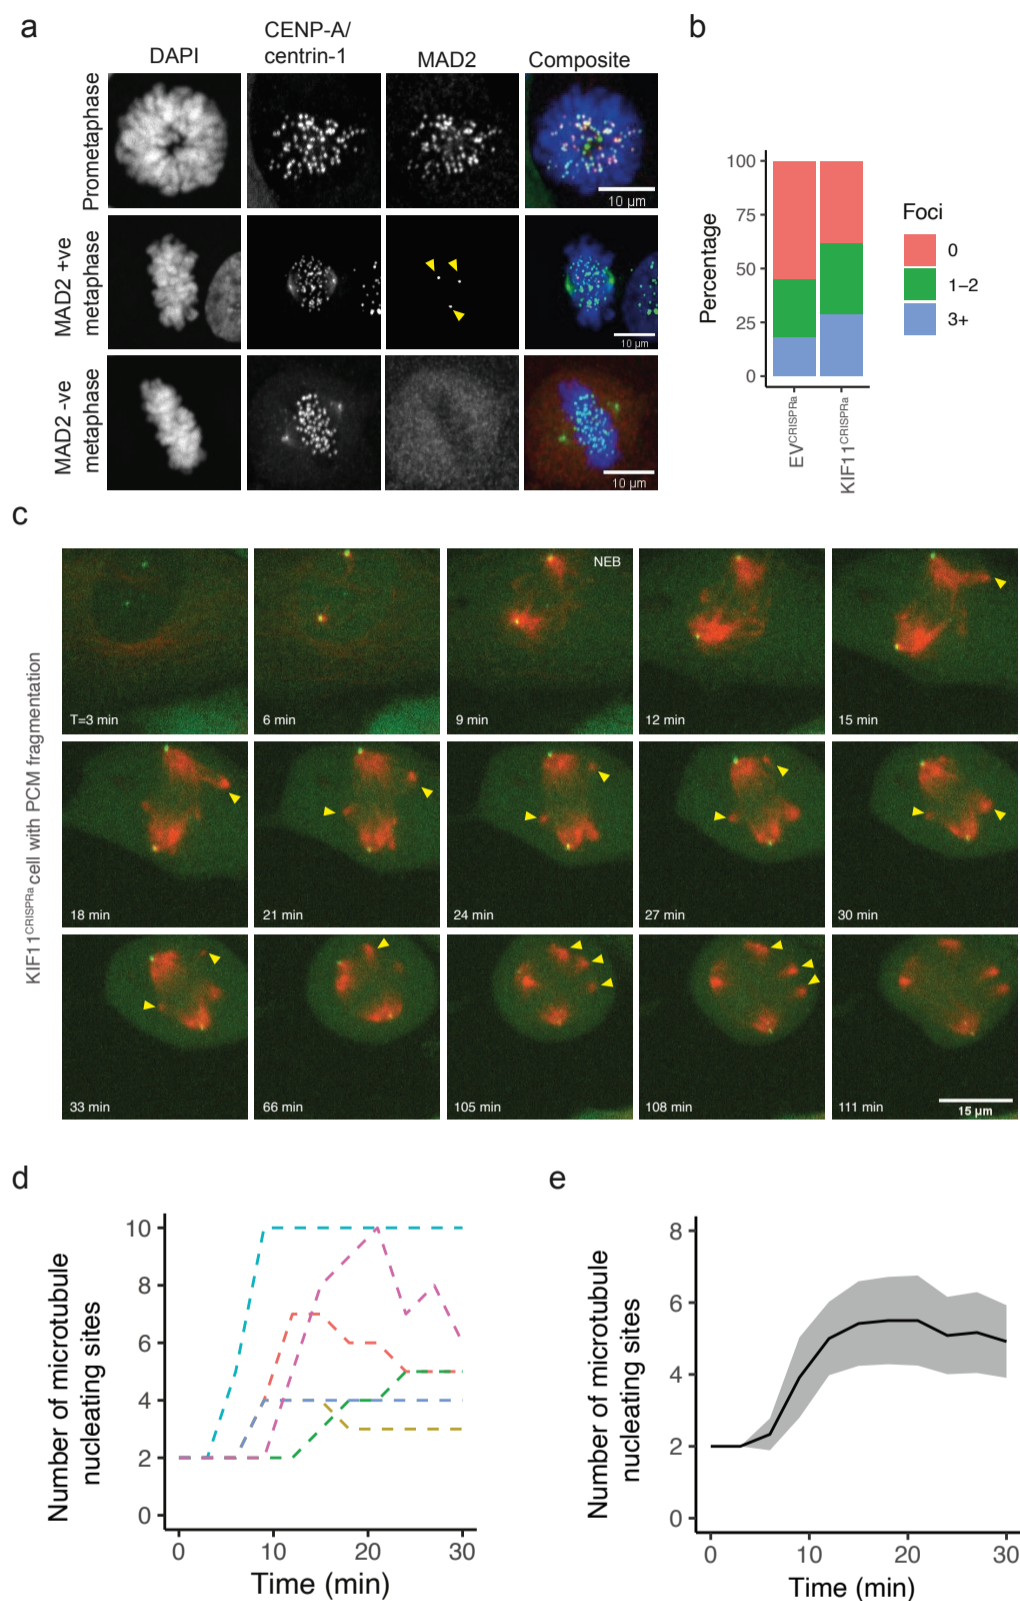 a
DAPI
CENP-A/
centrin-1
MAD2
Composite
Prometaphase
10 µm
MAD2 +ve
metaphase
10 µm
MAD2 -ve
metaphase
10 µm
b
Percentage
100
75
50
25
0
EVCRISPRa
KIF11CRISPRa
Foci
0
1–2
3+
c
KIF11CRISPRa cell with PCM fragmentation
T=3 min
6 min
NEB
9 min
12 min
15 min
18 min
21 min
24 min
27 min
30 min
33 min
66 min
105 min
108 min
111 min
15 µm
d
Number of microtubule
nucleating sites
10
8
6
4
2
0
0
10
20
30
Time (min)
e
Number of microtubule
nucleating sites
8
6
4
2
0
0
10
20
30
Time (min)